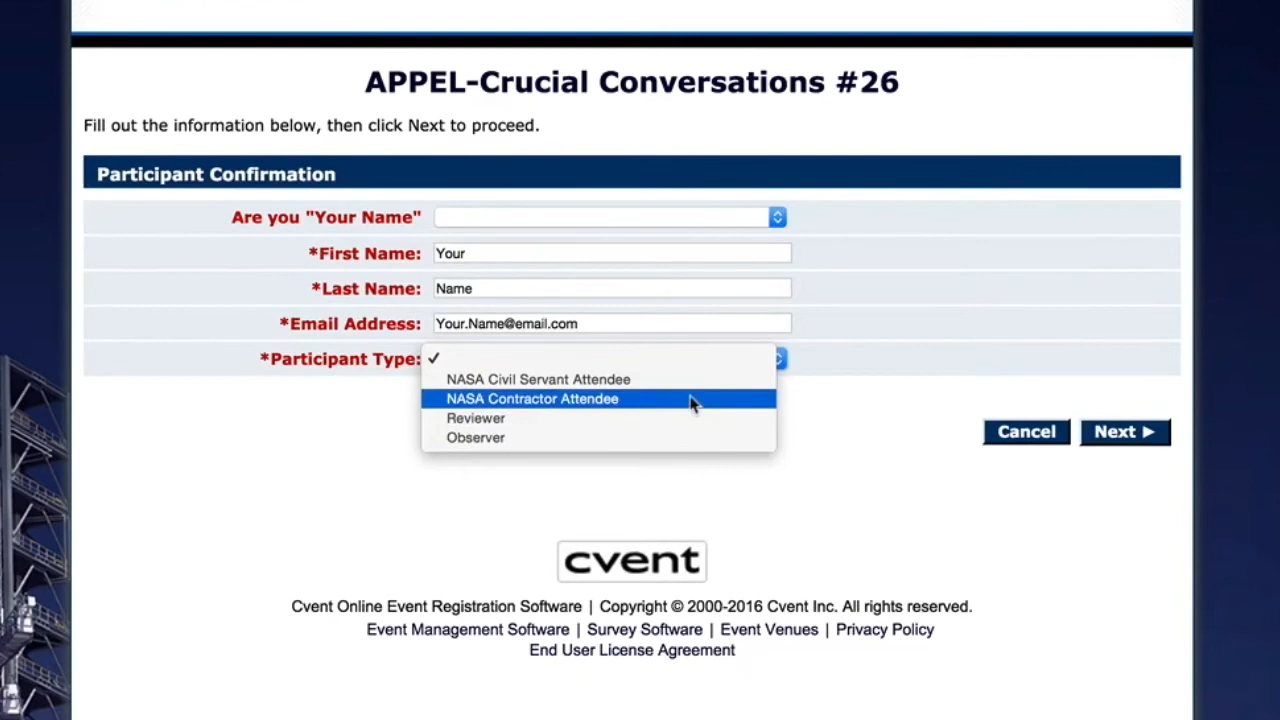 APPEL-Crucial Conversations #26
Fill out the information below, then click Next to proceed.
Participant Confirmation
Are you "Your Name"
*First Name: Your
*Last Name: Name
*Email Address: Your.Name@email.com
*Participant Type: ✓
NASA Civil Servant Attendee
NASA Contractor Attendee
Reviewer
Observer
Cancel Next ►
cvent
Cvent Online Event Registration Software | Copyright © 2000-2016 Cvent Inc. All rights reserved.
Event Management Software | Survey Software | Event Venues | Privacy Policy
End User License Agreement